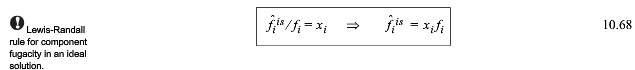 Lewis-Randall
rule for component
fugacity in an ideal
solution.
f̂ᵢⁱˢ/fᵢ = xᵢ ⇒ f̂ᵢⁱˢ = xᵢfᵢ
10.68